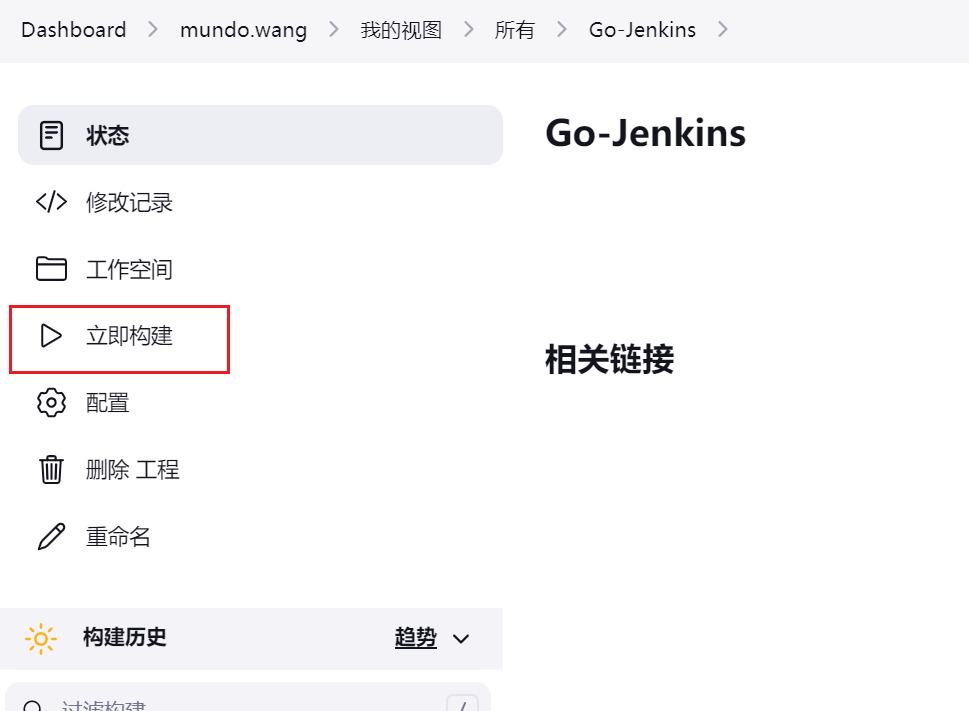 Dashboard > mundo.wang > 我的视图 > 所有 > Go-Jenkins >
状态
修改记录
工作空间
立即构建
配置
删除 工程
重命名
构建历史 趋势
过滤构建 /
Go-Jenkins
相关链接